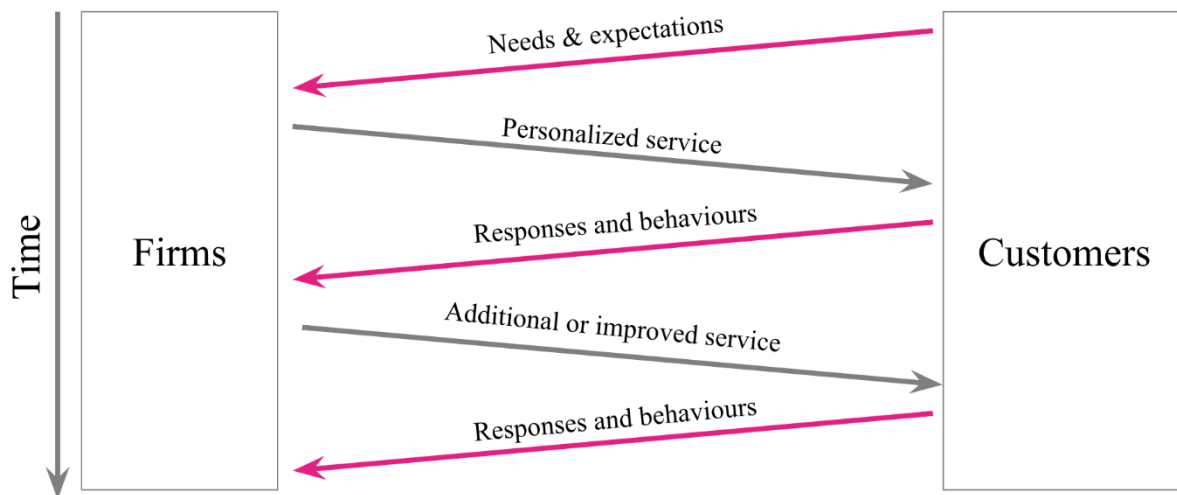 Needs & expectations
Personalized service
Responses and behaviours
Time
Firms
Customers
Additional or improved service
Responses and behaviours